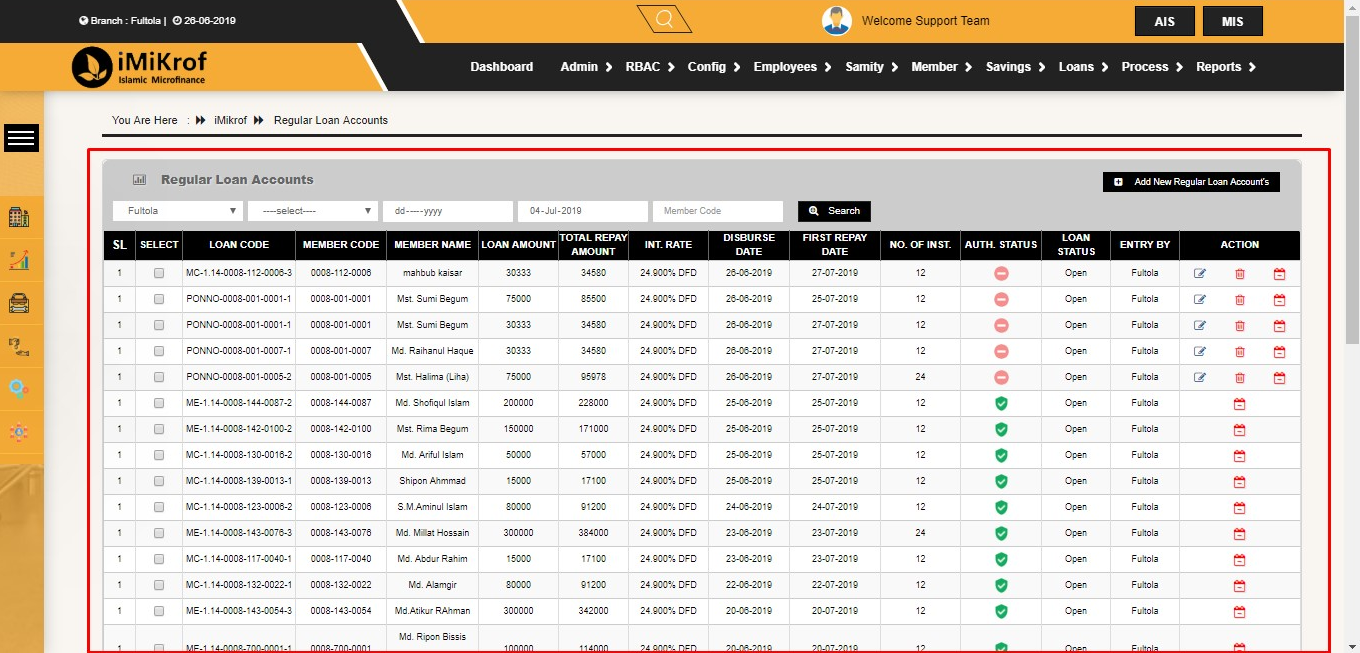 Branch : Fultola | 26-06-2019
Welcome Support Team
AIS MIS
iMiKrof
Islamic Microfinance
Dashboard Admin RBAC Config Employees Samity Member Savings Loans Process Reports
You Are Here : iMikrof Regular Loan Accounts
Regular Loan Accounts
Add New Regular Loan Account's
Fultola ----select---- dd-----yyyy 04-Jul-2019 Member Code Search
SL SELECT LOAN CODE MEMBER CODE MEMBER NAME LOAN AMOUNT TOTAL REPAY AMOUNT INT. RATE DISBURSE DATE FIRST REPAY DATE NO. OF INST. AUTH. STATUS LOAN STATUS ENTRY BY ACTION
1 MC-1.14-0008-112-0006-3 0008-112-0006 mahbub kaisar 30333 34580 24.900% DFD 26-06-2019 27-07-2019 12 Open Fultola
1 PONNO-0008-001-0001-1 0008-001-0001 Mst. Sumi Begum 75000 85500 24.900% DFD 26-06-2019 25-07-2019 12 Open Fultola
1 PONNO-0008-001-0001-1 0008-001-0001 Mst. Sumi Begum 30333 34580 24.900% DFD 26-06-2019 27-07-2019 12 Open Fultola
1 PONNO-0008-001-0007-1 0008-001-0007 Md. Raihanul Haque 30333 34580 24.900% DFD 26-06-2019 27-07-2019 12 Open Fultola
1 PONNO-0008-001-0005-2 0008-001-0005 Mst. Halima (Liha) 75000 95978 24.900% DFD 26-06-2019 27-07-2019 24 Open Fultola
1 ME-1.14-0008-144-0087-2 0008-144-0087 Md. Shofiqul Islam 200000 228000 24.900% DFD 25-06-2019 25-07-2019 12 Open Fultola
1 ME-1.14-0008-142-0100-2 0008-142-0100 Mst. Rima Begum 150000 171000 24.900% DFD 25-06-2019 25-07-2019 12 Open Fultola
1 MC-1.14-0008-130-0016-2 0008-130-0016 Md. Ariful Islam 50000 57000 24.900% DFD 25-06-2019 25-07-2019 12 Open Fultola
1 MC-1.14-0008-139-0013-1 0008-139-0013 Shipon Ahmmad 15000 17100 24.900% DFD 25-06-2019 25-07-2019 12 Open Fultola
1 MC-1.14-0008-123-0006-2 0008-123-0006 S.M.Aminul Islam 80000 91200 24.900% DFD 24-06-2019 24-07-2019 12 Open Fultola
1 ME-1.14-0008-143-0076-3 0008-143-0076 Md. Millat Hossain 300000 384000 24.900% DFD 23-06-2019 23-07-2019 24 Open Fultola
1 MC-1.14-0008-117-0040-1 0008-117-0040 Md. Abdur Rahim 15000 17100 24.900% DFD 23-06-2019 23-07-2019 12 Open Fultola
1 MC-1.14-0008-132-0022-1 0008-132-0022 Md. Alamgir 80000 91200 24.900% DFD 22-06-2019 22-07-2019 12 Open Fultola
1 ME-1.14-0008-143-0054-3 0008-143-0054 Md.Atikur RAhman 300000 342000 24.900% DFD 20-06-2019 20-07-2019 12 Open Fultola
Md. Ripon Bissis
1 ME-1.14-0008-700-0001-1 0008-700-0001 100000 114000 24.900% DFD 20-06-2019 20-07-2019 12 Open Fultola